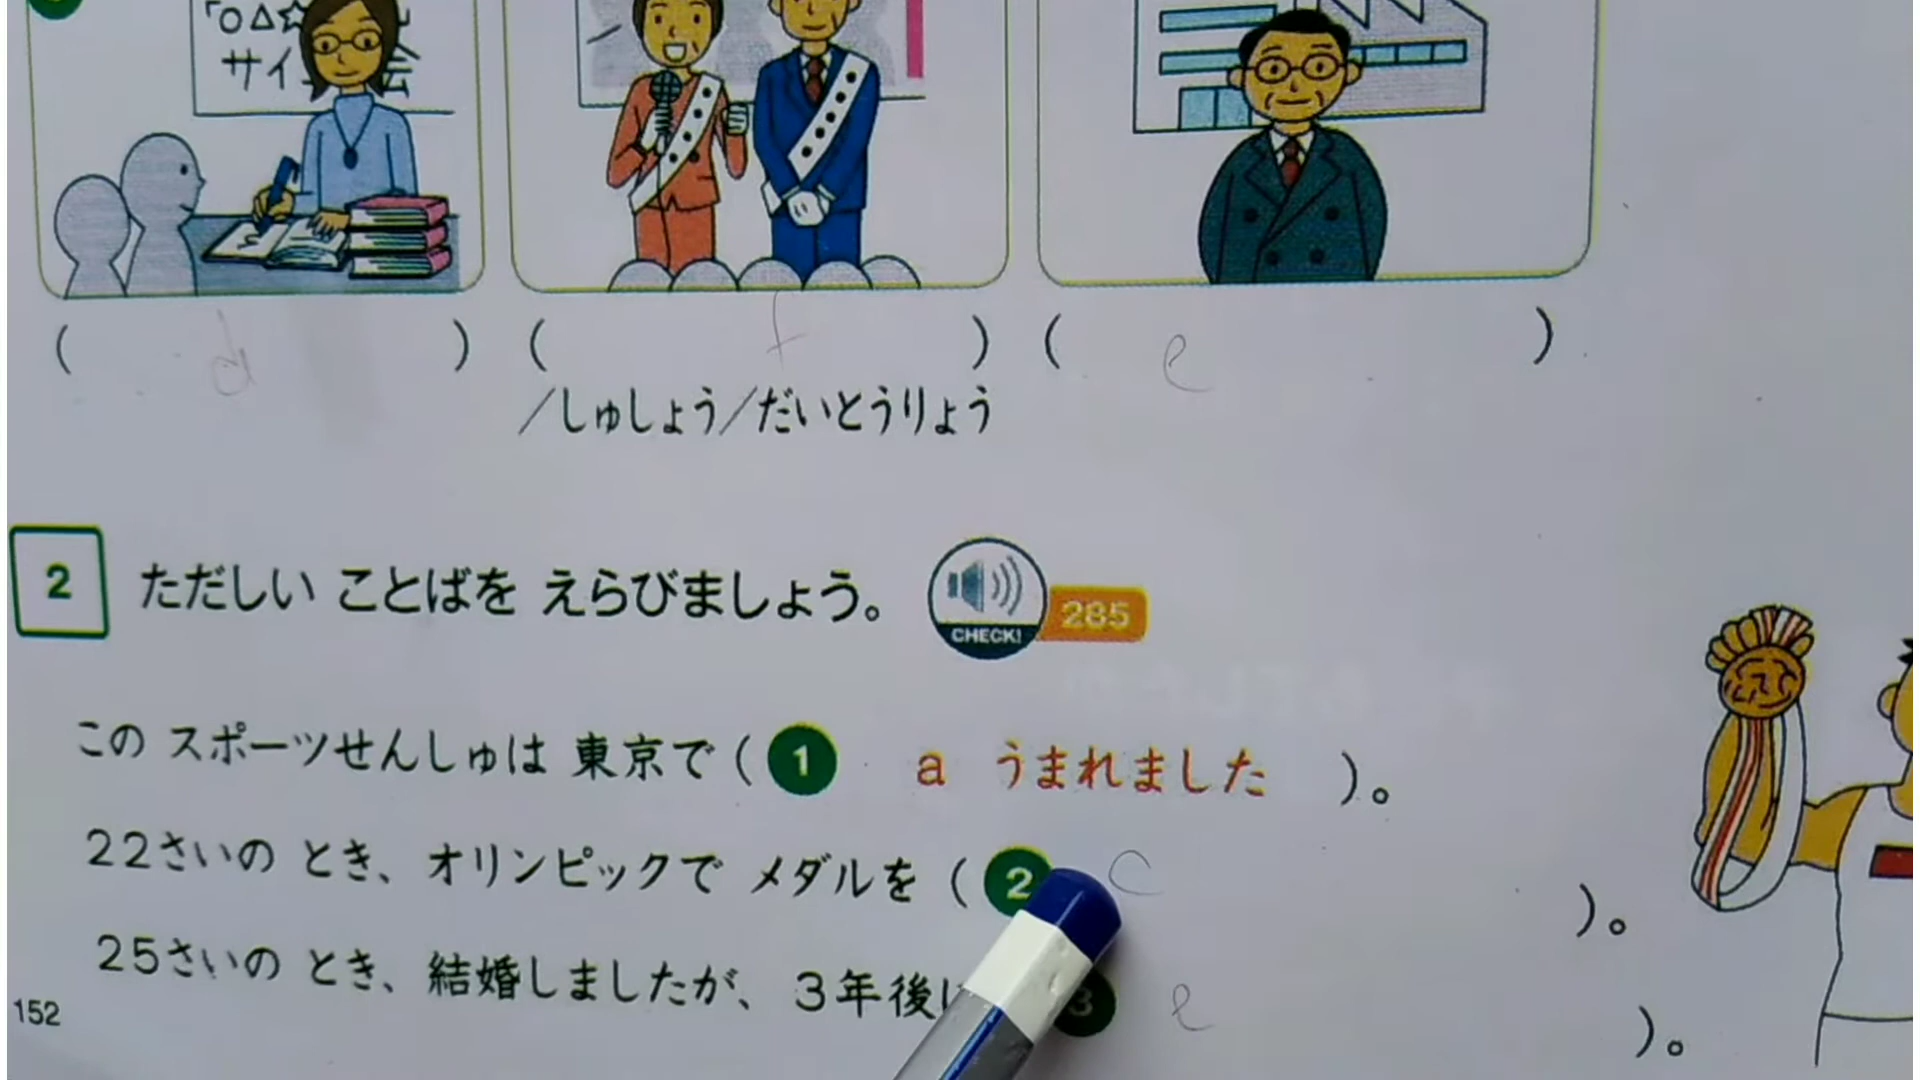 「○△☆
サイ
( d ) ( f ) ( e )
/しゅしょう/だいとうりょう
2 ただしい ことばを えらびましょう。 CHECK! 285
この スポーツせんしゅは 東京で ( 1 a うまれました )。
22さいの とき、オリンピックで メダルを ( 2 c )。
25さいの とき、結婚しましたが、3年後に 3 e )。
152